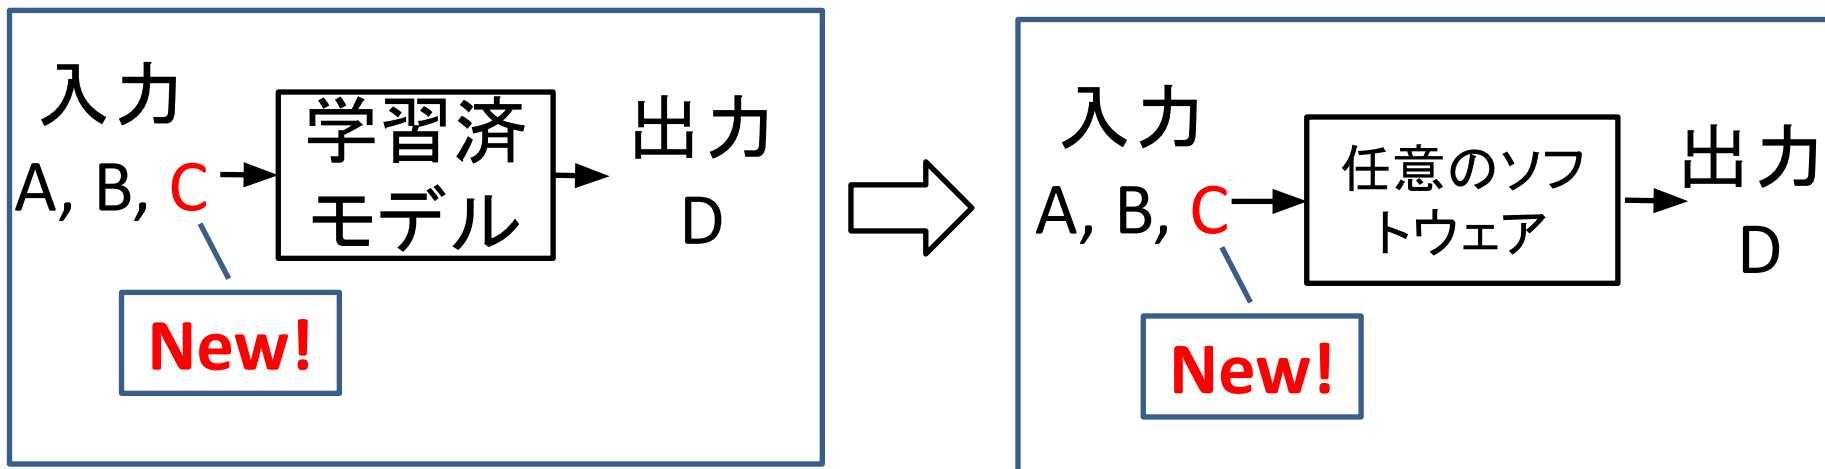 入力
A, B, C
学習済
モデル
出力
D
New!
入力
A, B, C
任意のソフ
トウェア
出力
D
New!